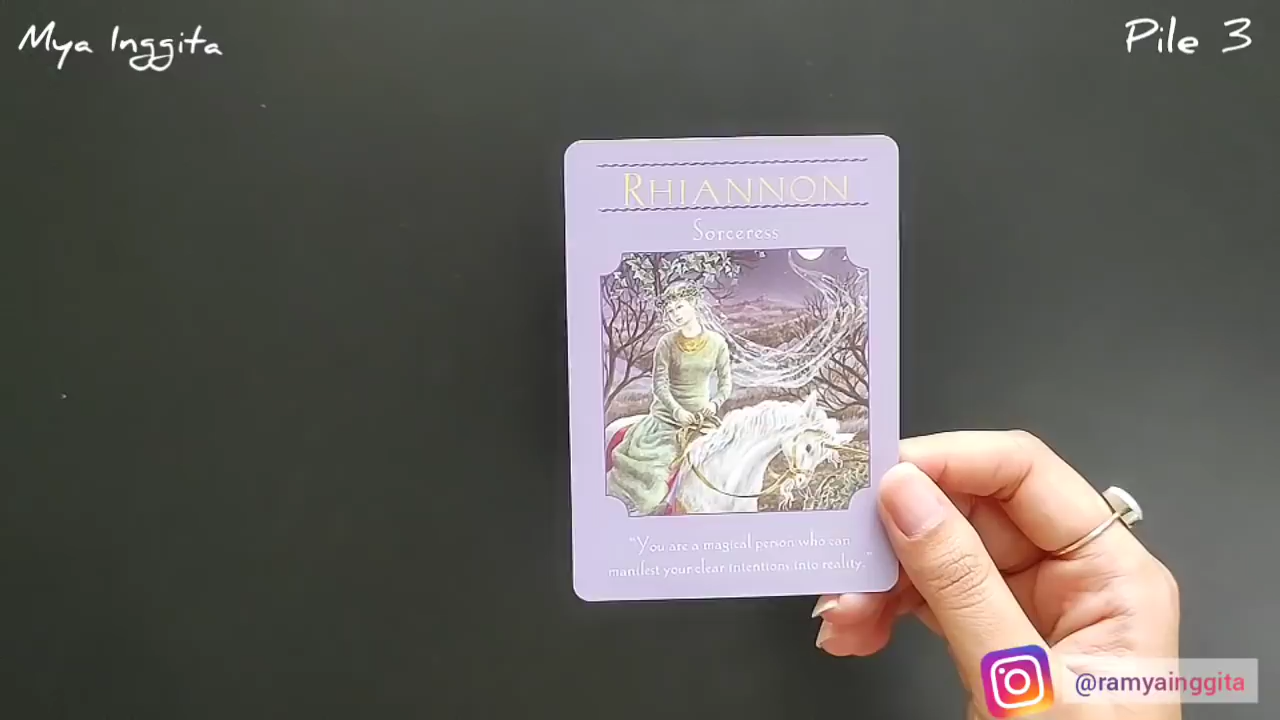 Mya Inggita
Pile 3
RHIANNON
Sorceress
"You are a magical person who can
manifest your clear intentions into reality."
@ramyainggita